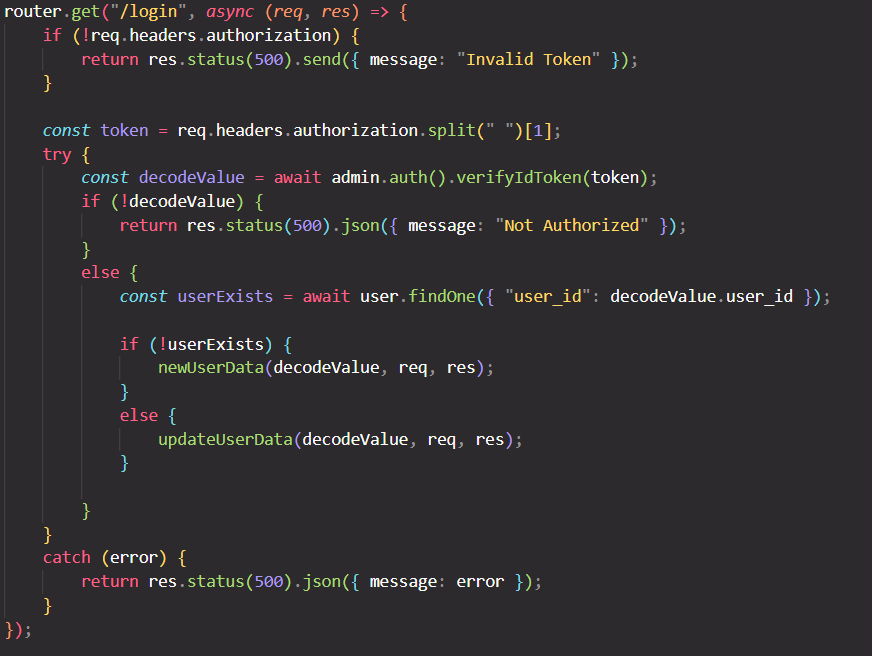 router.get("/login", async (req, res) => {
    if (!req.headers.authorization) {
        return res.status(500).send({ message: "Invalid Token" });
    }
    const token = req.headers.authorization.split(" ")[1];
    try {
        const decodeValue = await admin.auth().verifyIdToken(token);
        if (!decodeValue) {
            return res.status(500).json({ message: "Not Authorized" });
        }
        else {
            const userExists = await user.findOne({ "user_id": decodeValue.user_id });
            if (!userExists) {
                newUserData(decodeValue, req, res);
            }
            else {
                updateUserData(decodeValue, req, res);
            }
        }
    }
    catch (error) {
        return res.status(500).json({ message: error });
    }
});